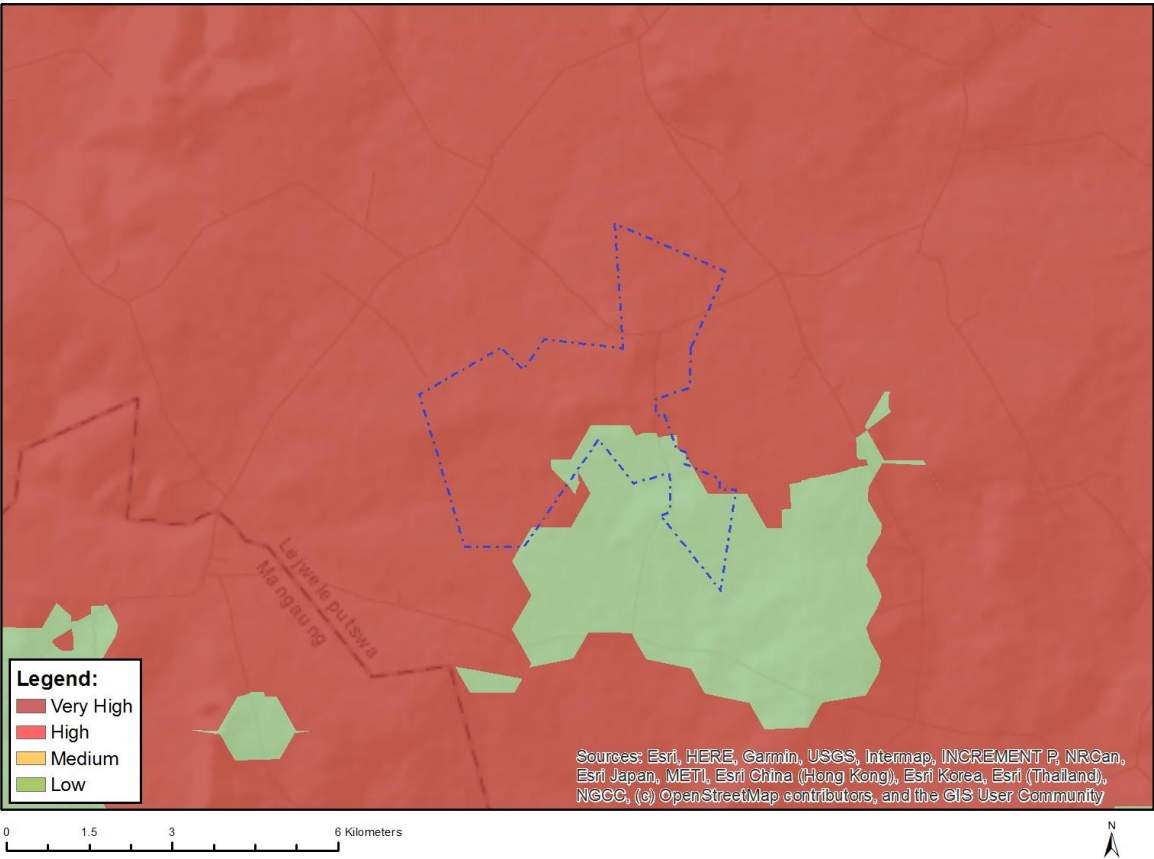 Lejweleputswa
Mangaung
Legend:
Very High
High
Medium
Low
Sources: Esri, HERE, Garmin, USGS, Intermap, INCREMENT P, NRCan,
Esri Japan, METI, Esri China (Hong Kong), Esri Korea, Esri (Thailand),
NGCC, (c) OpenStreetMap contributors, and the GIS User Community
0 1.5 3 6 Kilometers
N